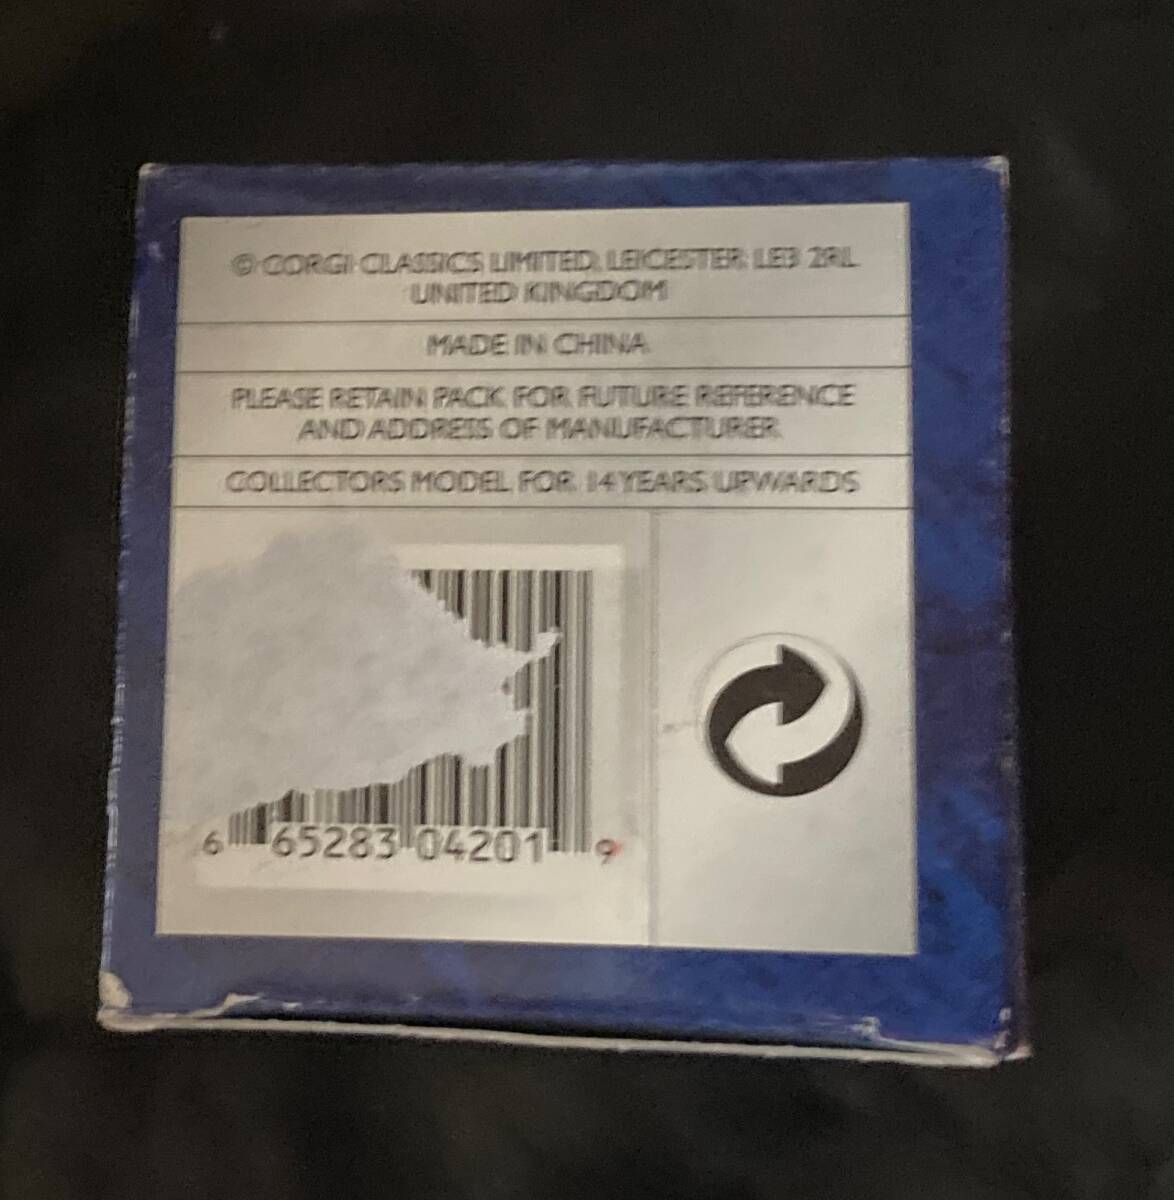 © CORGI CLASSICS LIMITED, LEICESTER LE3 2RL
UNITED KINGDOM
MADE IN CHINA
PLEASE RETAIN PACK FOR FUTURE REFERENCE
AND ADDRESS OF MANUFACTURER
COLLECTORS MODEL FOR 14 YEARS UPWARDS
6 65283 04201 9